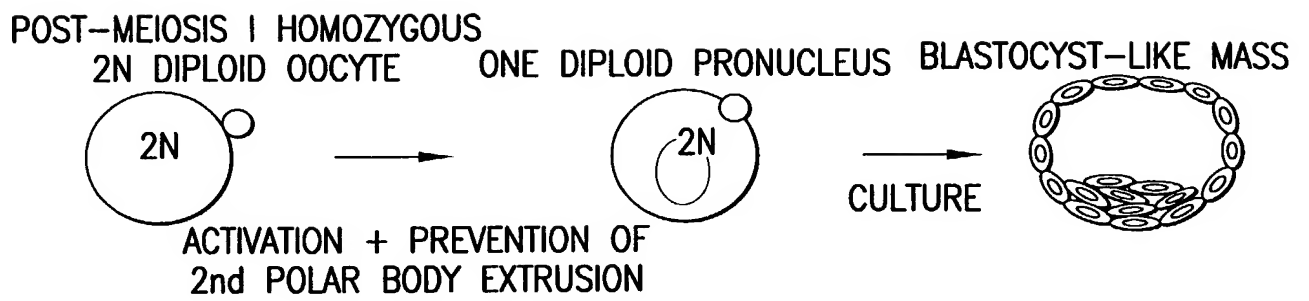 POST-MEIOSIS I HOMOZYGOUS
2N DIPLOID OOCYTE
ONE DIPLOID PRONUCLEUS
BLASTOCYST-LIKE MASS
2N
2N
CULTURE
ACTIVATION + PREVENTION OF
2nd POLAR BODY EXTRUSION